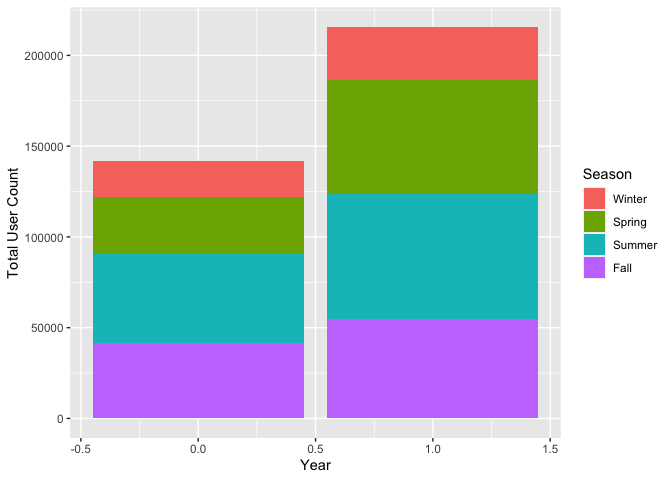 Total User Count
200000
150000
100000
50000
0
-0.5 0.0 0.5 1.0 1.5
Year
Season
Winter
Spring
Summer
Fall